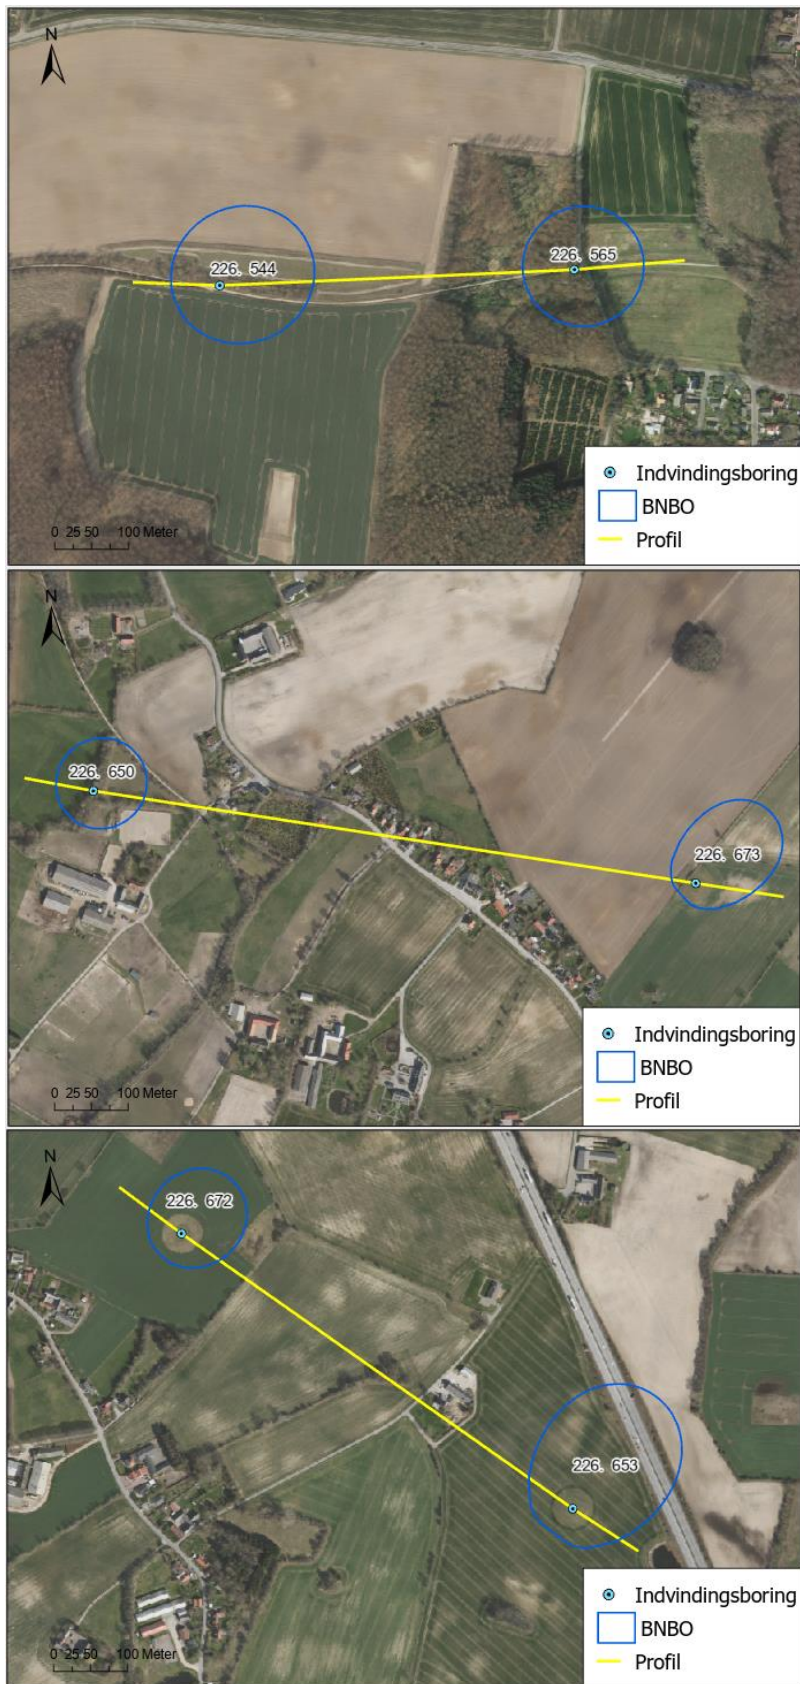 N
226. 544
226. 565
Indvindingsboring
BNBO
Profil
0 25 50 100 Meter
N
226. 650
226. 673
Indvindingsboring
BNBO
Profil
0 25 50 100 Meter
N
226. 672
226. 653
Indvindingsboring
BNBO
Profil
0 25 50 100 Meter